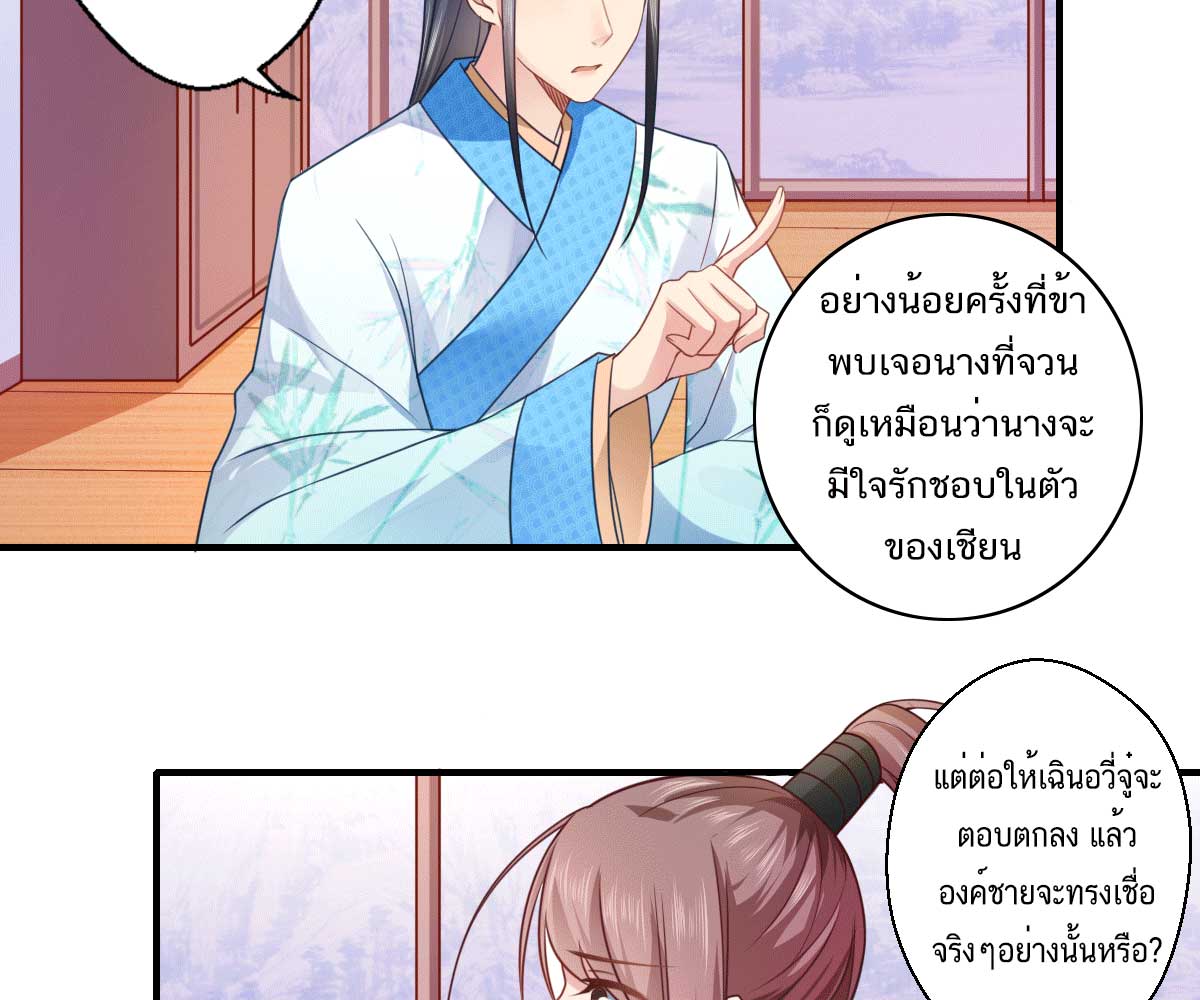 อย่างน้อยครั้งที่ข้า
พบเจอนางที่จวน
ก็ดูเหมือนว่านางจะ
มีใจรักชอบในตัว
ของเชียน
แต่ต่อให้เฉินอวี่จู๋จะ
ตอบตกลง แล้ว
องค์ชายจะทรงเชื่อ
จริงๆอย่างนั้นหรือ?